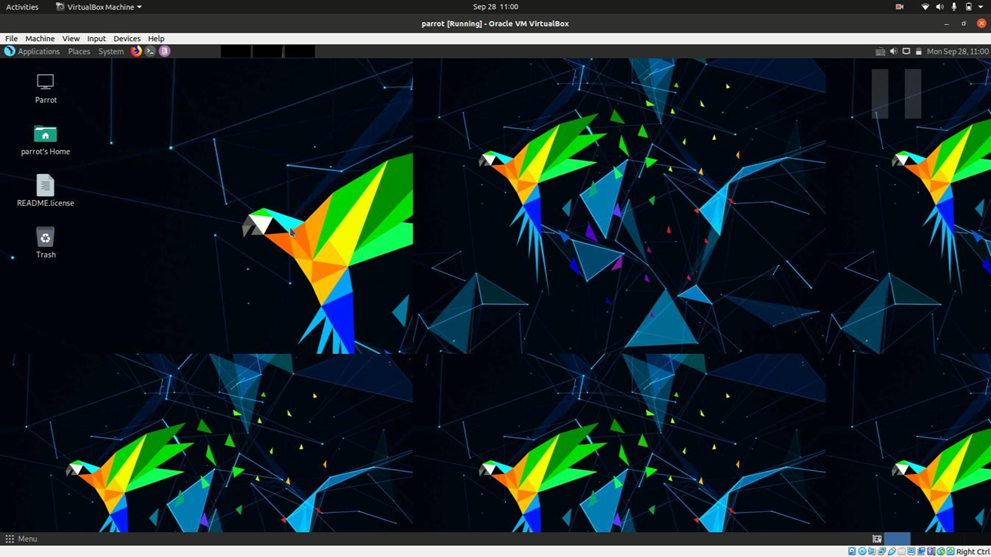 Activities VirtualBox Machine Sep 28 11:00
parrot [Running] - Oracle VM VirtualBox
File Machine View Input Devices Help
Applications Places System Mon Sep 28, 11:00
Parrot
parrot's Home
README.license
Trash
Menu
Right Ctrl